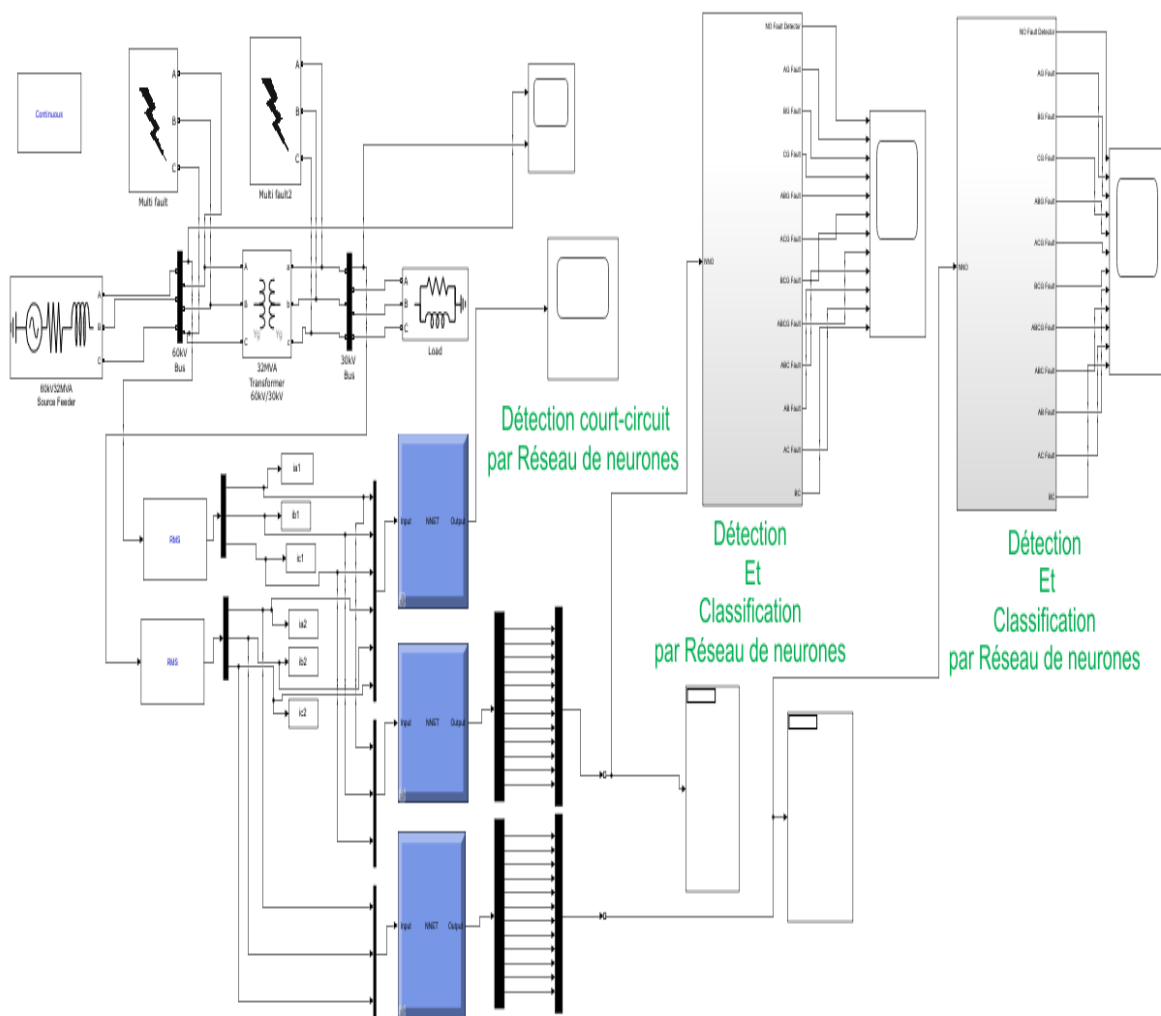 Continuous
A
B
C
Multi fault
A
B
C
Multi fault2
A
B
C
60kV32MVA
Source Feeder
60kV
Bus
A
B
C
a
b
c
Yg
Yg
32MVA
Transformer
60kV/30kV
30kV
Bus
A
B
C
Load
Détection court-circuit
par Réseau de neurones
NNO
NO Fault Detector
AG Fault
BG Fault
CG Fault
ABG Fault
ACG Fault
BCG Fault
ABCG Fault
ABC Fault
AB Fault
AC Fault
BC
Détection
Et
Classification
par Réseau de neurones
NNO
NO Fault Detector
AG Fault
BG Fault
CG Fault
ABG Fault
ACG Fault
BCG Fault
ABCG Fault
ABC Fault
AB Fault
AC Fault
BC
Détection
Et
Classification
par Réseau de neurones
RMS
ia1
ib1
ic1
RMS
ia2
ib2
ic2
Input
NNET
Output
Input
NNET
Output
Input
NNET
Output